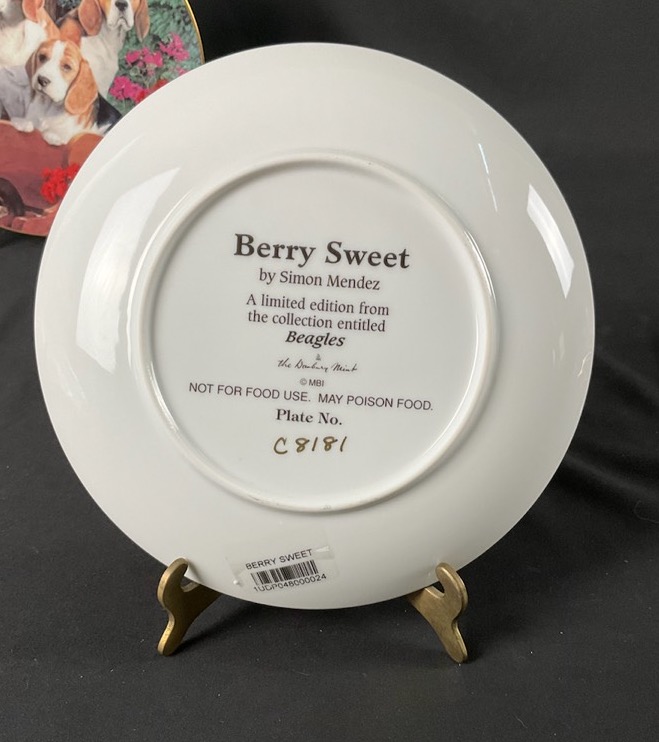 Berry Sweet
by Simon Mendez
A limited edition from
the collection entitled
Beagles
the Danbury Mint
© MBI
NOT FOR FOOD USE. MAY POISON FOOD.
Plate No.
C8181
BERRY SWEET
1UDP048000024